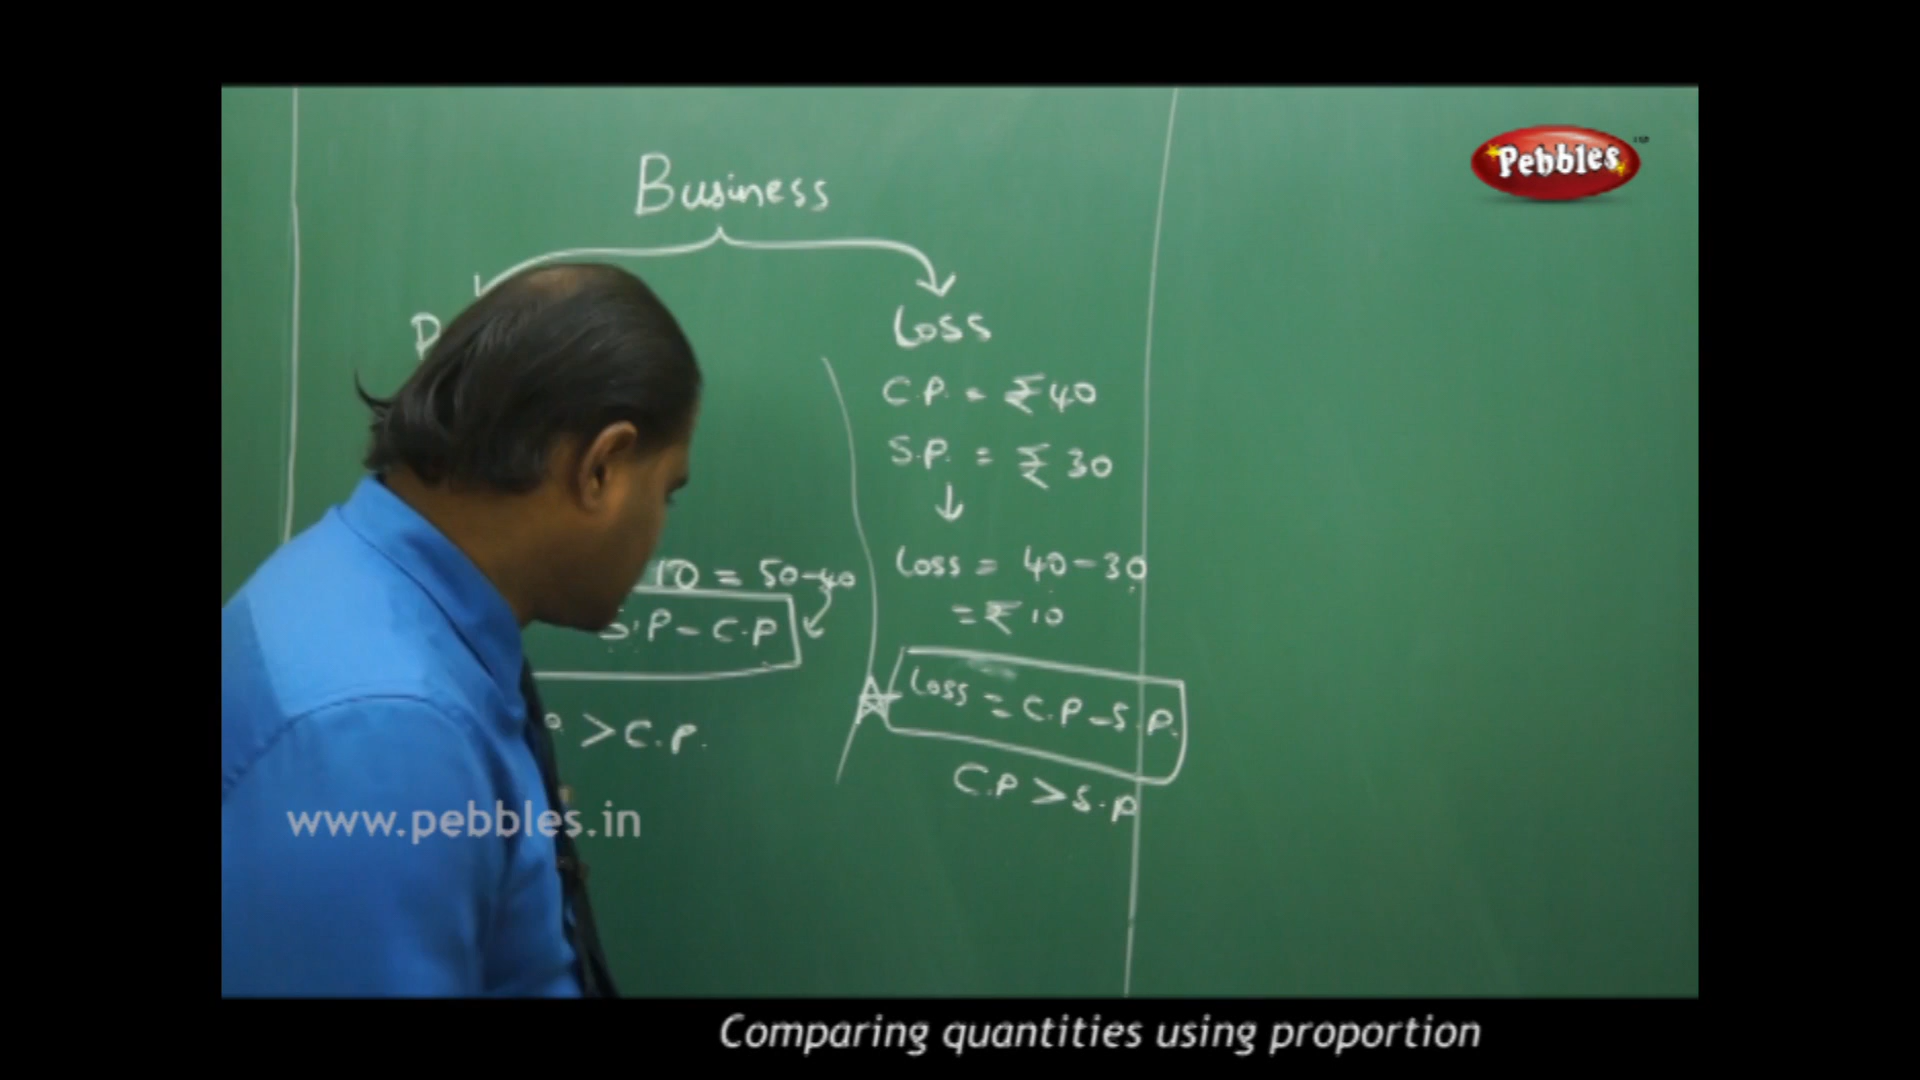 Pebbles
Business
Loss
C.P. = ₹40
S.P. = ₹30
10 = 50-40
S.P - C.P
> C.P.
Loss = 40-30
= ₹10
Loss = C.P - S.P.
C.P > S.P
www.pebbles.in
Comparing quantities using proportion